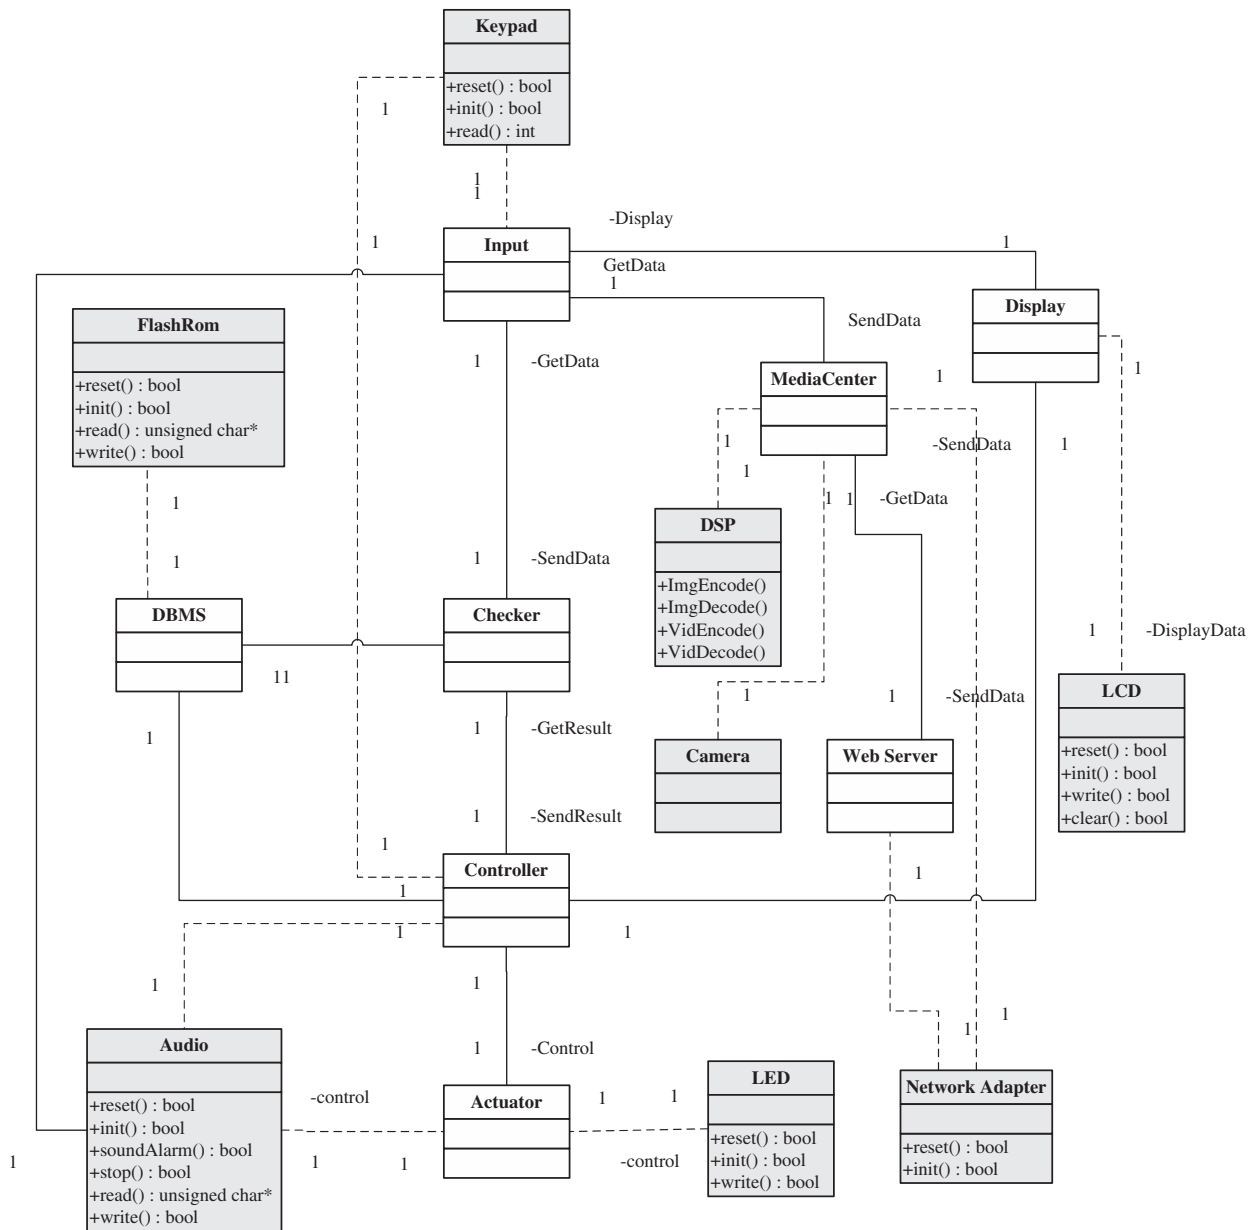 Keypad
+reset() : bool
+init() : bool
+read() : int
1
1
1
-Display
1
Input
1
GetData
1
FlashRom
+reset() : bool
+init() : bool
+read() : unsigned char*
+write() : bool
Display
SendData
1
-GetData
MediaCenter
1
1
1
-SendData
1
1
1
1
-GetData
1
DSP
+ImgEncode()
+ImgDecode()
+VidEncode()
+VidDecode()
1
1
1
-SendData
DBMS
Checker
11
1
-DisplayData
1
1
-GetResult
1
1
-SendData
LCD
+reset() : bool
+init() : bool
+write() : bool
+clear() : bool
Camera
Web Server
1
1
-SendResult
Controller
1
1
1
1
1
1
1
-Control
1
1
Audio
+reset() : bool
+init() : bool
+soundAlarm() : bool
+stop() : bool
+read() : unsigned char*
+write() : bool
-control
Actuator
1
1
LED
+reset() : bool
+init() : bool
+write() : bool
Network Adapter
+reset() : bool
+init() : bool
1
1
1
-control